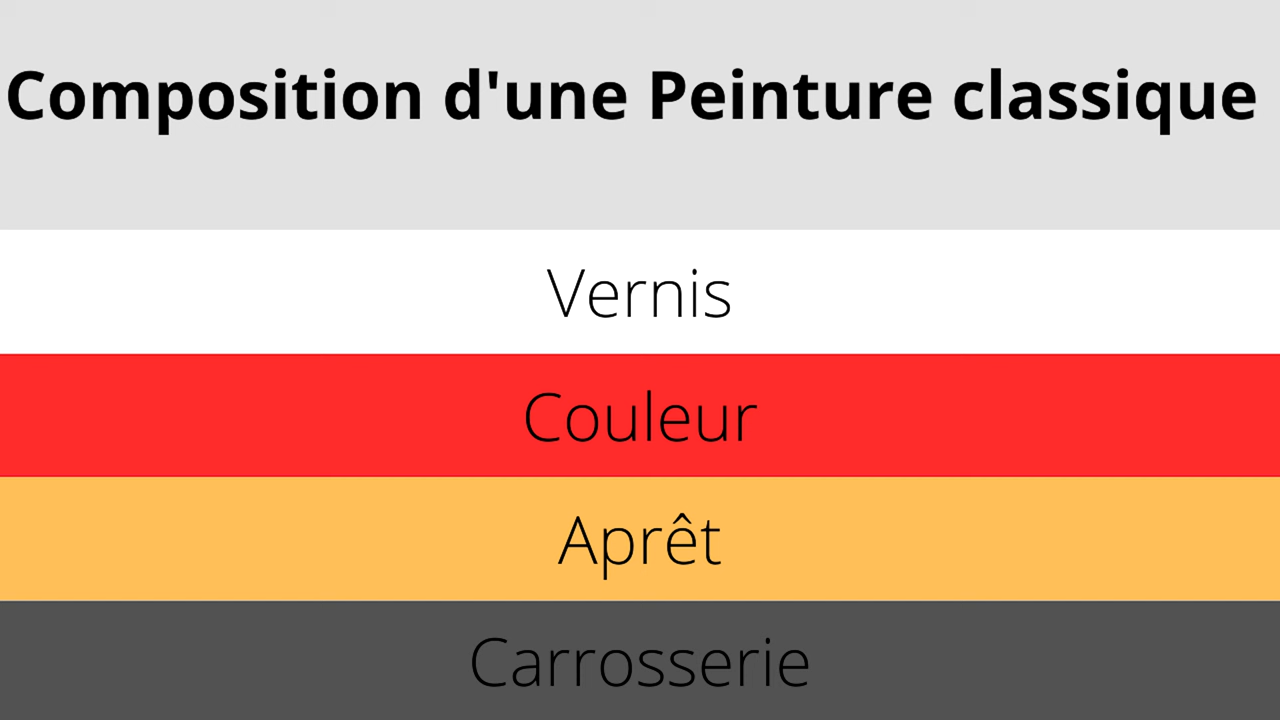 Composition d'une Peinture classique
Vernis
Couleur
Aprêt
Carrosserie